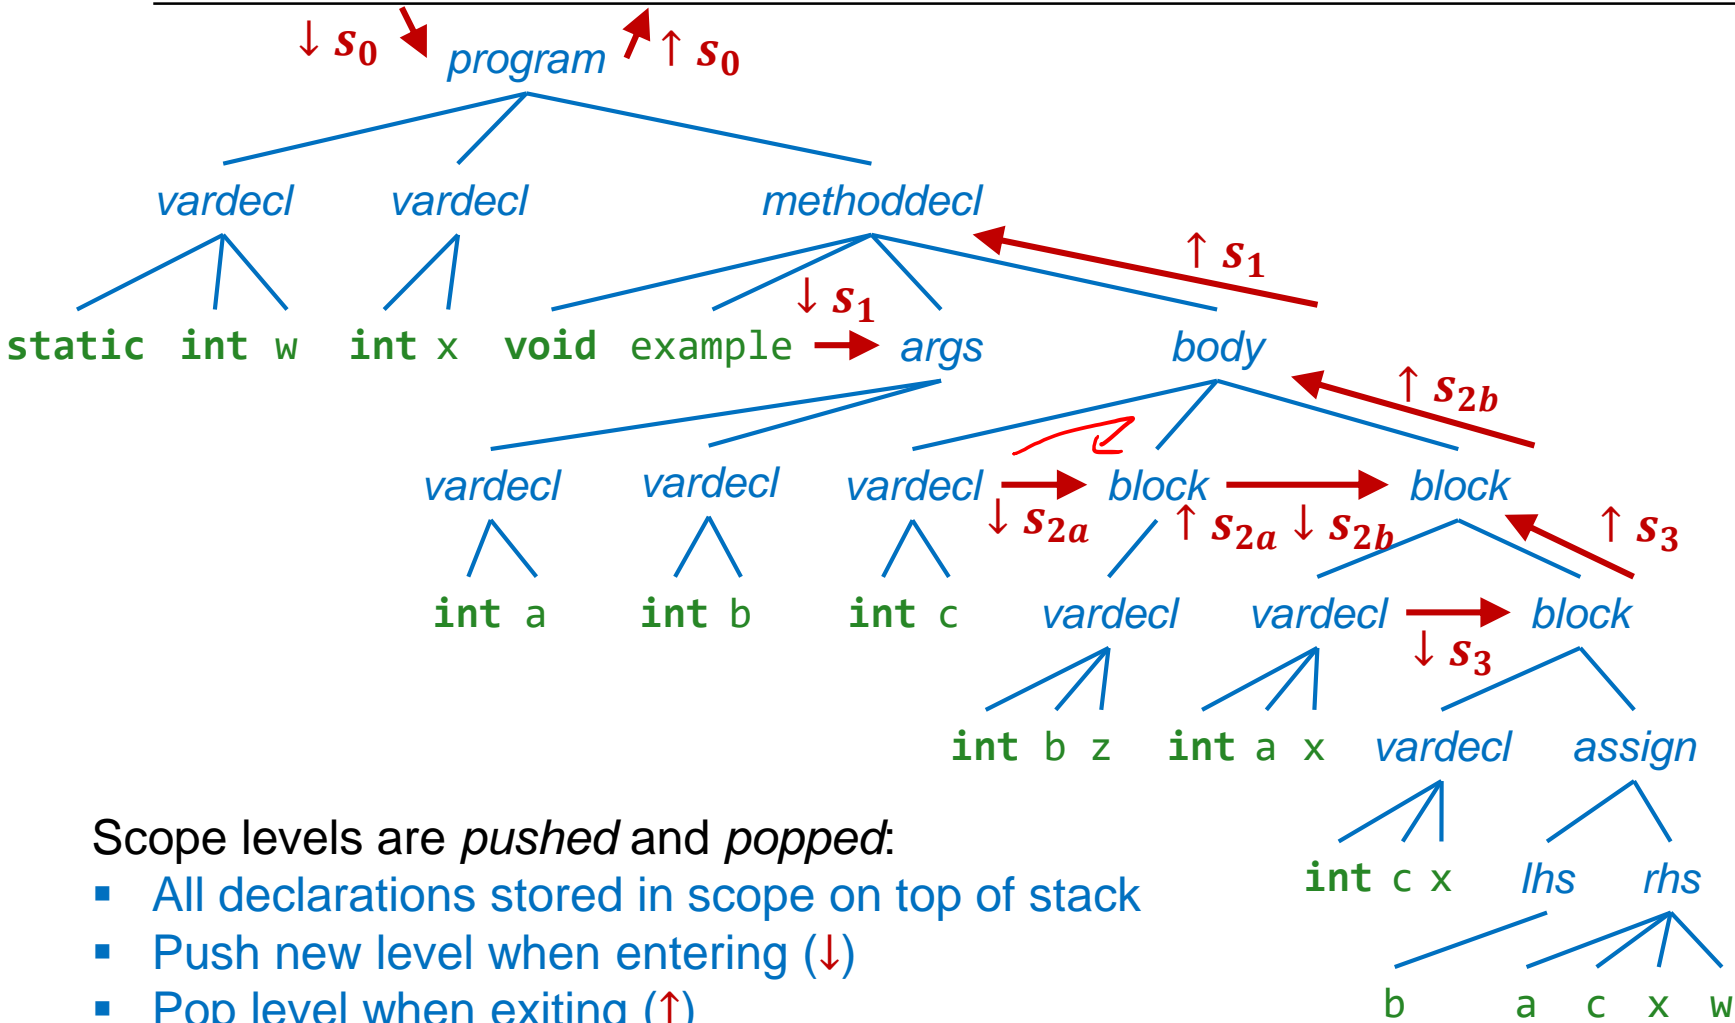 ↓ s0 ↑ s0
program
vardecl vardecl methoddecl
↑ s1
↓ s1
static int w int x void example args body
↑ s2b
vardecl vardecl vardecl block block
↓ s2a ↑ s2a ↓ s2b ↑ s3
int a int b int c vardecl vardecl block
↓ s3
int b z int a x vardecl assign
Scope levels are pushed and popped:
int c x lhs rhs
▪ All declarations stored in scope on top of stack
▪ Push new level when entering (↓)
▪ Pop level when exiting (↑)
b a c x w